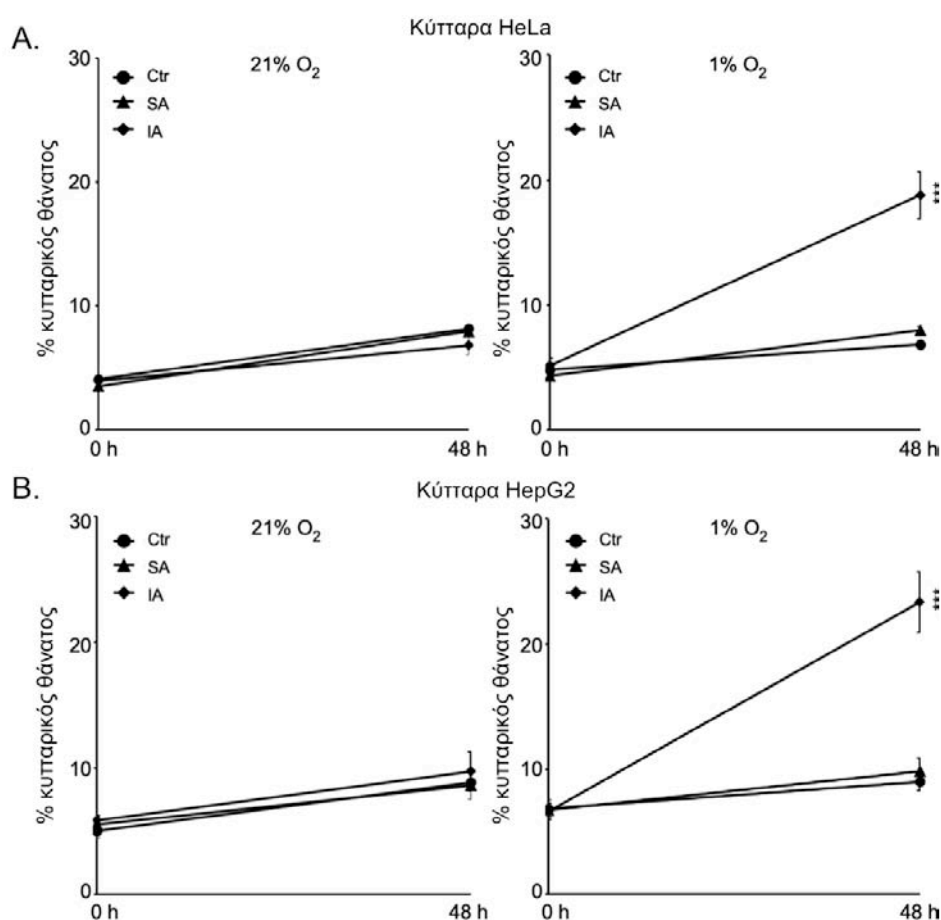 A.
Κύτταρα HeLa
% κυτταρικός θάνατος
30
20
10
0
21% O2
Ctr
SA
IA
0 h
48 h
% κυτταρικός θάνατος
30
20
10
0
1% O2
Ctr
SA
IA
***
0 h
48 h
B.
Κύτταρα HepG2
% κυτταρικός θάνατος
30
20
10
0
21% O2
Ctr
SA
IA
0 h
48 h
% κυτταρικός θάνατος
30
20
10
0
1% O2
Ctr
SA
IA
***
0 h
48 h